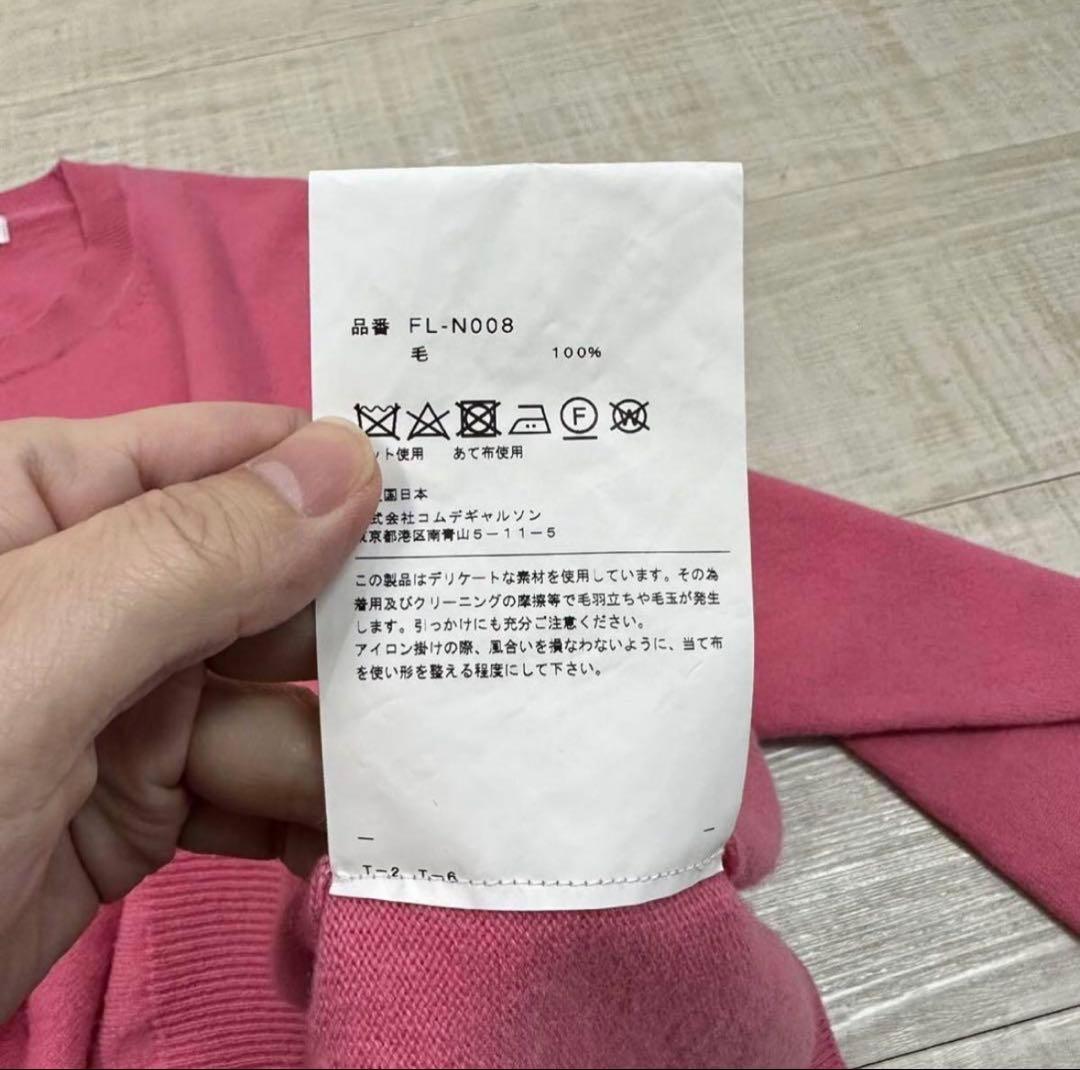 品番 FL-N008
毛 100%
ット使用 あて布使用
国日本
式会社コムデギャルソン
京都港区南青山5-11-5
この製品はデリケートな素材を使用しています。その為
着用及びクリーニングの摩擦等で毛羽立ちや毛玉が発生
します。引っかけにも充分ご注意ください。
アイロン掛けの際、風合いを損なわないように、当て布
を使い形を整える程度にして下さい。
T-2 T-6